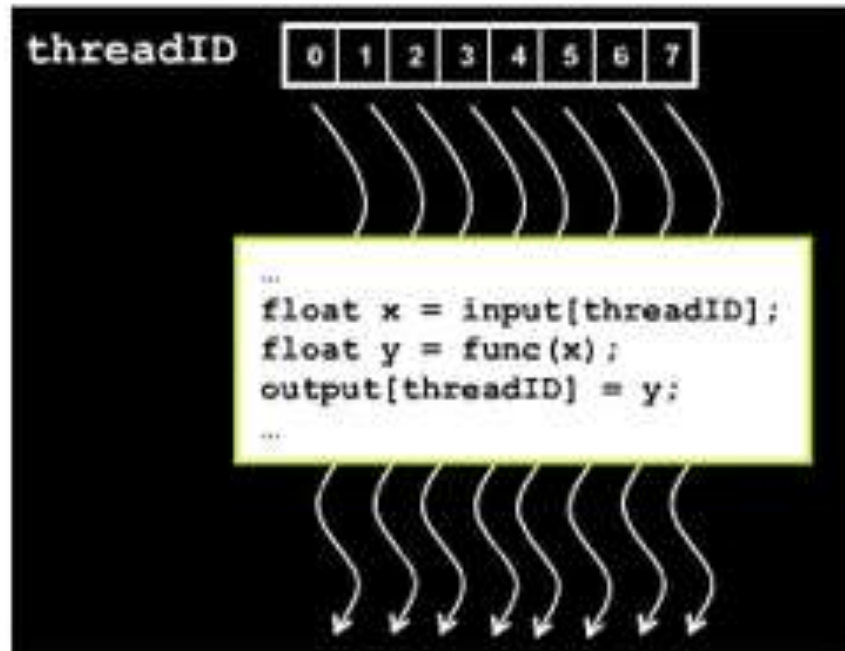 threadID 0 1 2 3 4 5 6 7
...
float x = input[threadID];
float y = func(x);
output[threadID] = y;
...